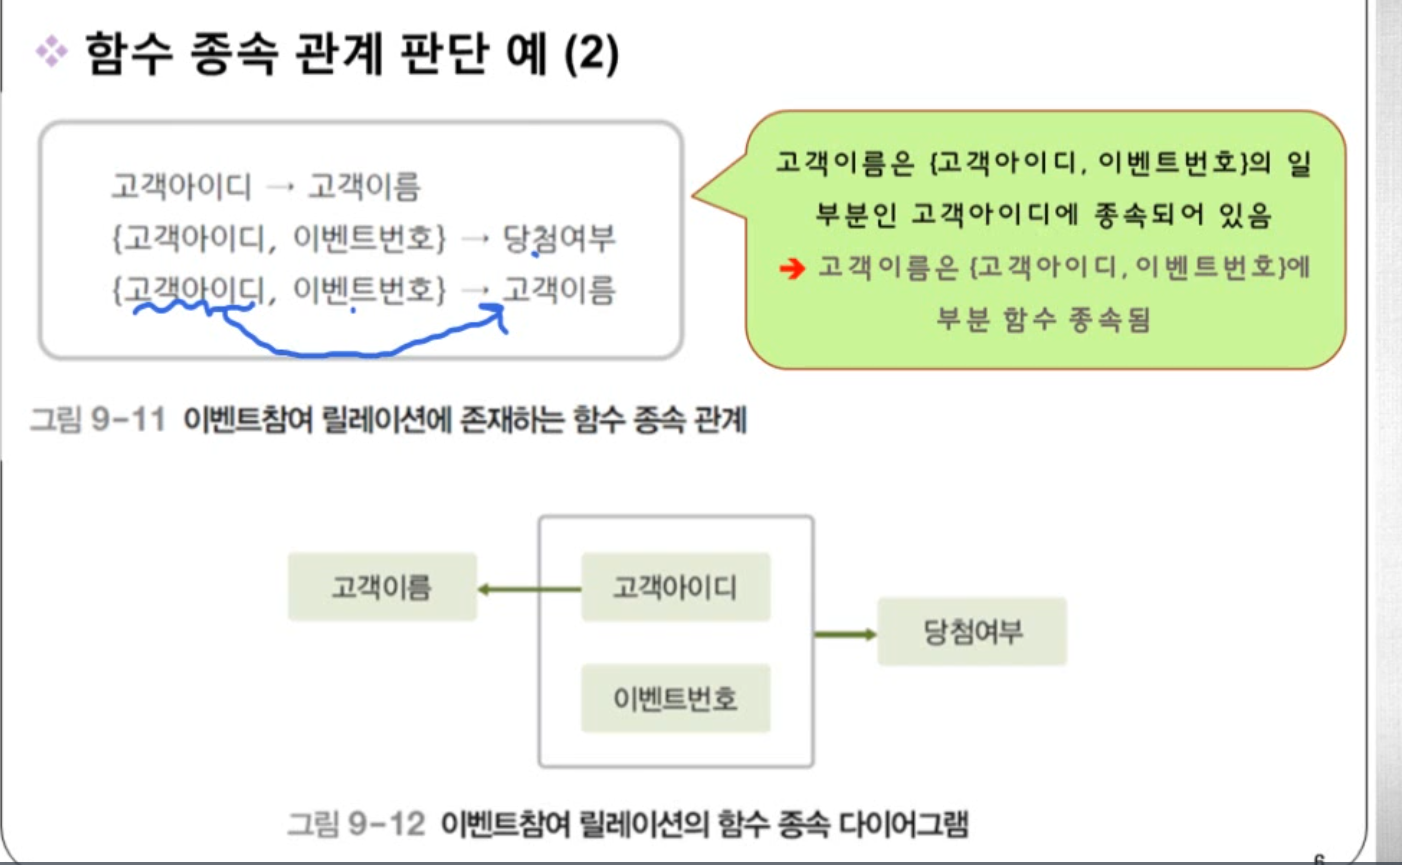 함수 종속 관계 판단 예 (2)
고객아이디 → 고객이름
{고객아이디, 이벤트번호} → 당첨여부
{고객아이디, 이벤트번호} → 고객이름
고객이름은 {고객아이디, 이벤트번호}의 일
부분인 고객아이디에 종속되어 있음
➔ 고객이름은 {고객아이디, 이벤트번호}에
부분 함수 종속됨
그림 9-11 이벤트참여 릴레이션에 존재하는 함수 종속 관계
고객이름
고객아이디
당첨여부
이벤트번호
그림 9-12 이벤트참여 릴레이션의 함수 종속 다이어그램
6